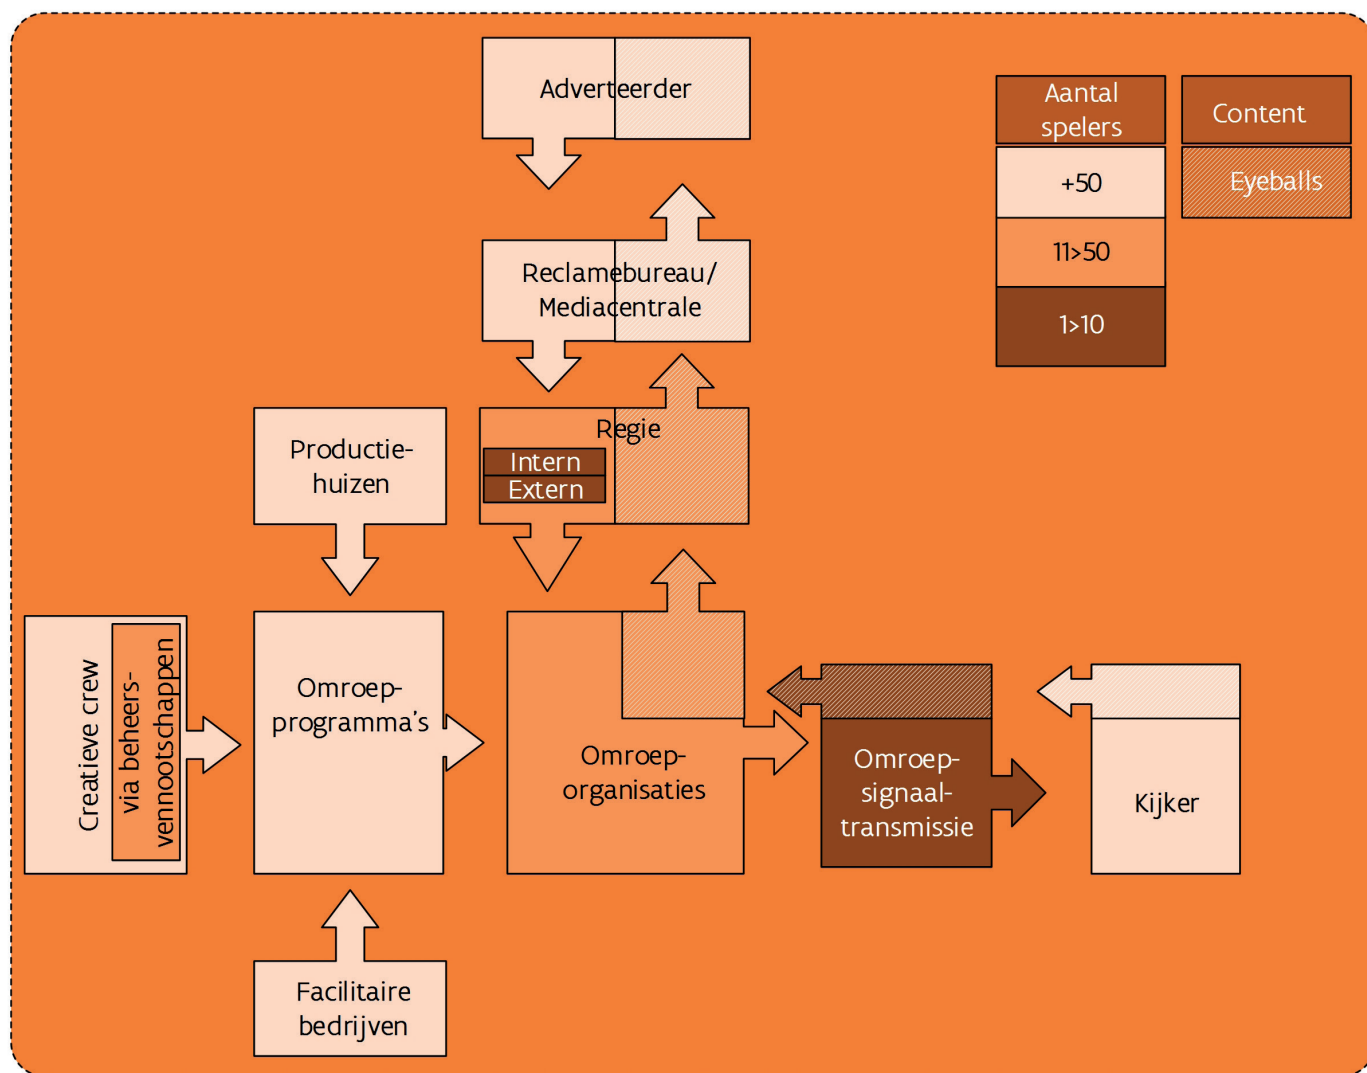 Adverteerder
Aantal
spelers
Content
+50
Eyeballs
11>50
1>10
Reclamebureau/
Mediacentrale
Regie
Intern
Extern
Productie-
huizen
Creatieve crew
via beheers-
vennootschappen
Omroep-
programma's
Omroep-
organisaties
Omroep-
signaal-
transmissie
Kijker
Facilitaire
bedrijven